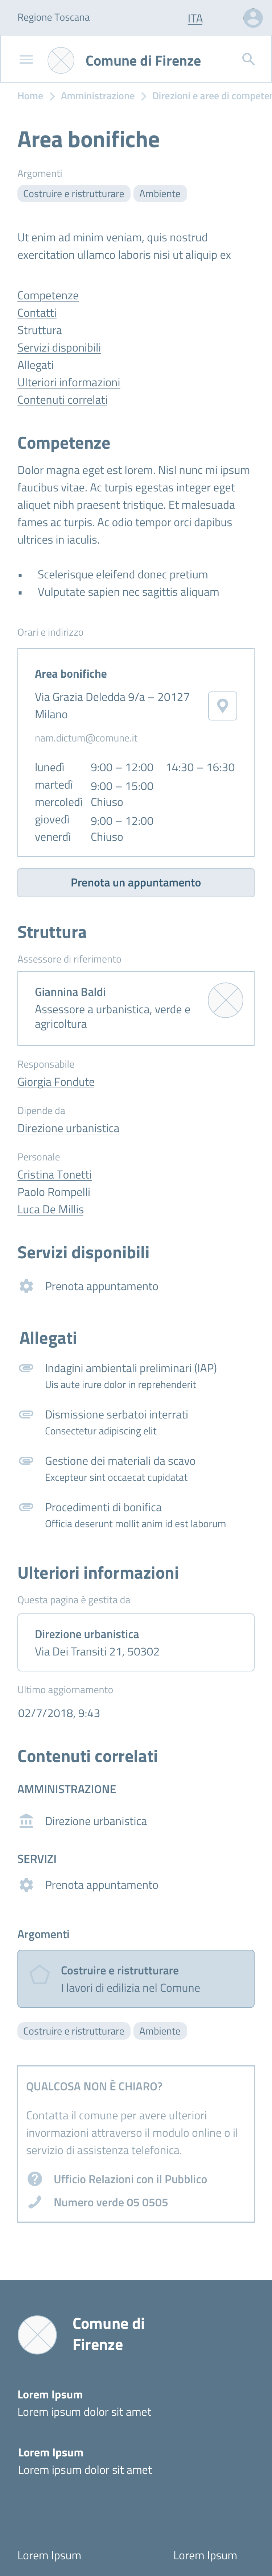 Regione Toscana
ITA
Comune di Firenze
Home
Amministrazione
Direzioni e aree di
Area bonifiche
Argomenti
Costruire e ristrutturare
Ambiente
Ut enim ad minim veniam, quis nostrud
exercitation ullamco laboris nisi ut aliquip ex
Competenze
Contatti
Struttura
Servizi disponibili
Allegati
Ulteriori informazioni
Contenuti correlati
Competenze
Dolor magna eget est lorem. Nisl nunc mi ipsum
faucibus vitae. Ac turpis egestas integer eget
aliquet nibh praesent tristique. Et malesuada
fames ac turpis. Ac odio tempor orci dapibus
ultrices in iaculis.
▪ Scelerisque eleifend donec pretium
▪ Vulputate sapien nec sagittis aliquam
Orari e indirizzo
Area bonifiche
Via Grazia Deledda 9/a – 20127
Milano
nam.dictum@comune.it
lunedì 9:00 – 12:00 14:30 – 16:30
martedì 9:00 – 15:00
mercoledì Chiuso
giovedì 9:00 – 12:00
venerdì Chiuso
Prenota un appuntamento
Struttura
Assessore di riferimento
Giannina Baldi
Assessore a urbanistica, verde e
agricoltura
Responsabile
Giorgia Fondute
Dipende da
Direzione urbanistica
Personale
Cristina Tonetti
Paolo Rompelli
Luca De Millis
Servizi disponibili
Prenota appuntamento
Allegati
Indagini ambientali preliminari (IAP)
Uis aute irure dolor in reprehenderit
Dismissione serbatoi interrati
Consectetur adipiscing elit
Gestione dei materiali da scavo
Excepteur sint occaecat cupidatat
Procedimenti di bonifica
Officia deserunt mollit anim id est laborum
Ulteriori informazioni
Questa pagina è gestita da
Direzione urbanistica
Via Dei Transiti 21, 50302
Ultimo aggiornamento
02/7/2018, 9:43
Contenuti correlati
AMMINISTRAZIONE
Direzione urbanistica
SERVIZI
Prenota appuntamento
Argomenti
Costruire e ristrutturare
I lavori di edilizia nel Comune
Costruire e ristrutturare
Ambiente
QUALCOSA NON È CHIARO?
Contatta il comune per avere ulteriori
invormazioni attraverso il modulo online o il
servizio di assistenza telefonica.
Ufficio Relazioni con il Pubblico
Numero verde 05 0505
Comune di
Firenze
Lorem Ipsum
Lorem ipsum dolor sit amet
Lorem Ipsum
Lorem ipsum dolor sit amet
Lorem Ipsum
Lorem Ipsum